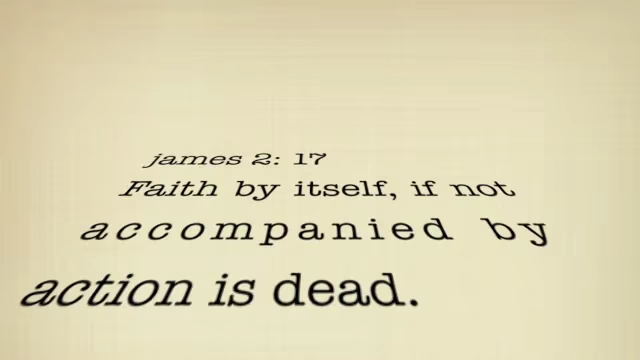 james 2: 17
Faith by itself, if not
accompanied by
action is dead.